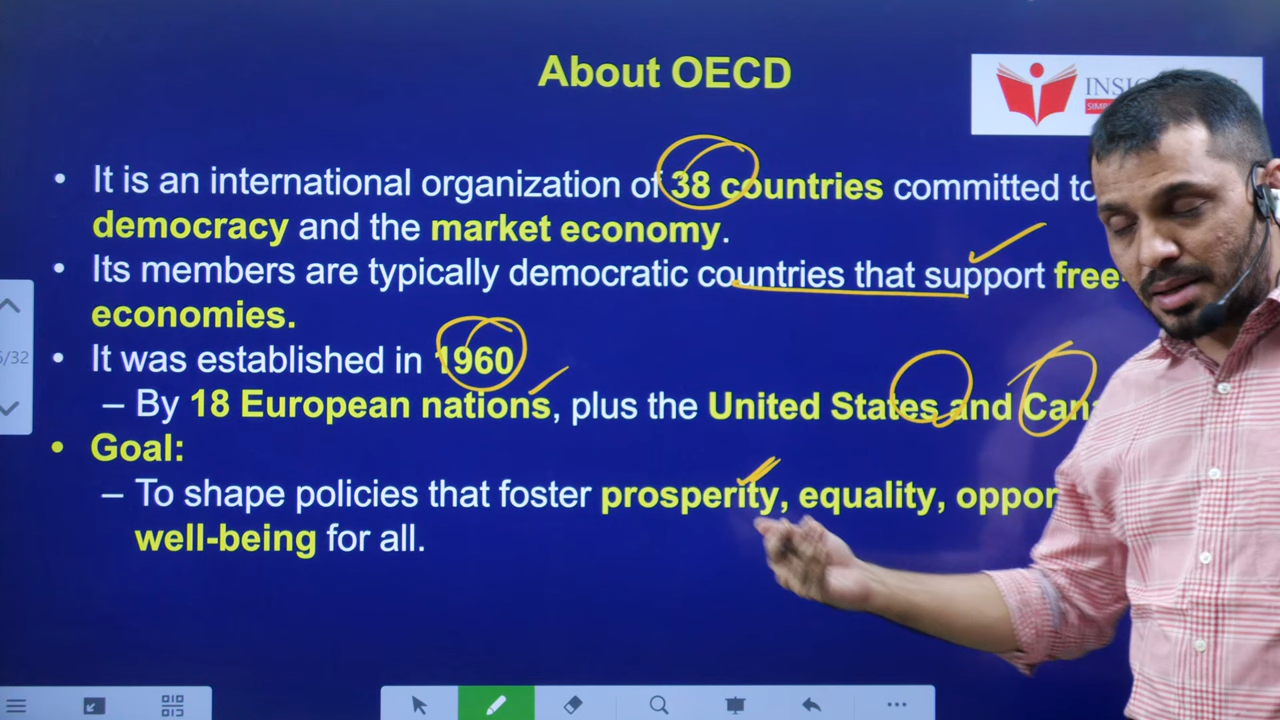 About OECD
• It is an international organization of 38 countries committed to
democracy and the market economy.
• Its members are typically democratic countries that support free-
economies.
• It was established in 1960
– By 18 European nations, plus the United States and
• Goal:
– To shape policies that foster prosperity, equality,
well-being for all.
/32